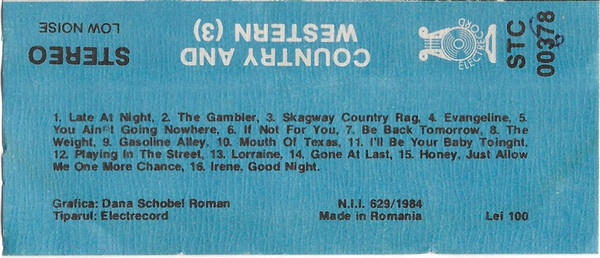 STEREO
LOW NOISE
COUNTRY AND
WESTERN (3)
ELECTRECORD
STC
00378
1. Late At Night, 2. The Gambler, 3. Skagway Country Rag, 4. Evangeline, 5.
You Ain't Going Nowhere, 6. If Not For You, 7. Be Back Tomorrow, 8. The
Weight, 9. Gasoline Alley, 10. Mouth Of Texas, 11. I'll Be Your Baby Toinght,
12. Playing In The Street, 13. Lorraine, 14. Gone At Last, 15. Honey, Just Allow
Me One More Chance, 16. Irene, Good Night.
Grafica: Dana Schobel Roman
N.I.I. 629/1984
Tiparul: Electrecord
Made in Romania
Lei 100